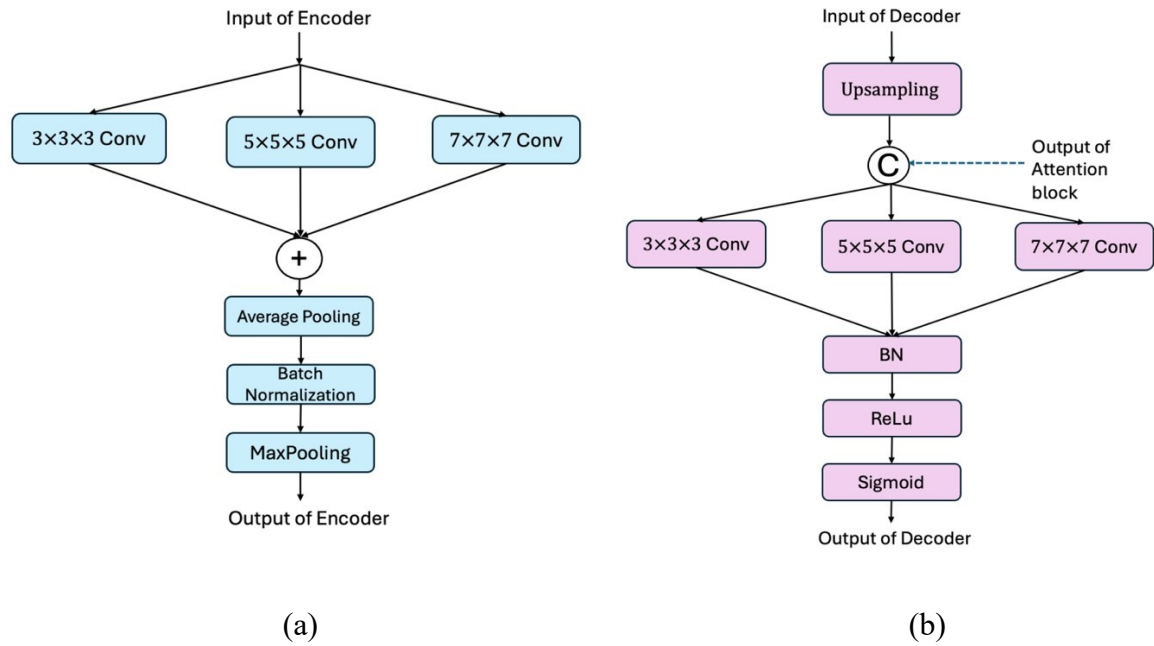 Input of Encoder
3×3×3 Conv
5×5×5 Conv
7×7×7 Conv
+
Average Pooling
Batch
Normalization
MaxPooling
Output of Encoder
(a)
Input of Decoder
Upsampling
C
Output of
Attention
block
3×3×3 Conv
5×5×5 Conv
7×7×7 Conv
BN
ReLu
Sigmoid
Output of Decoder
(b)